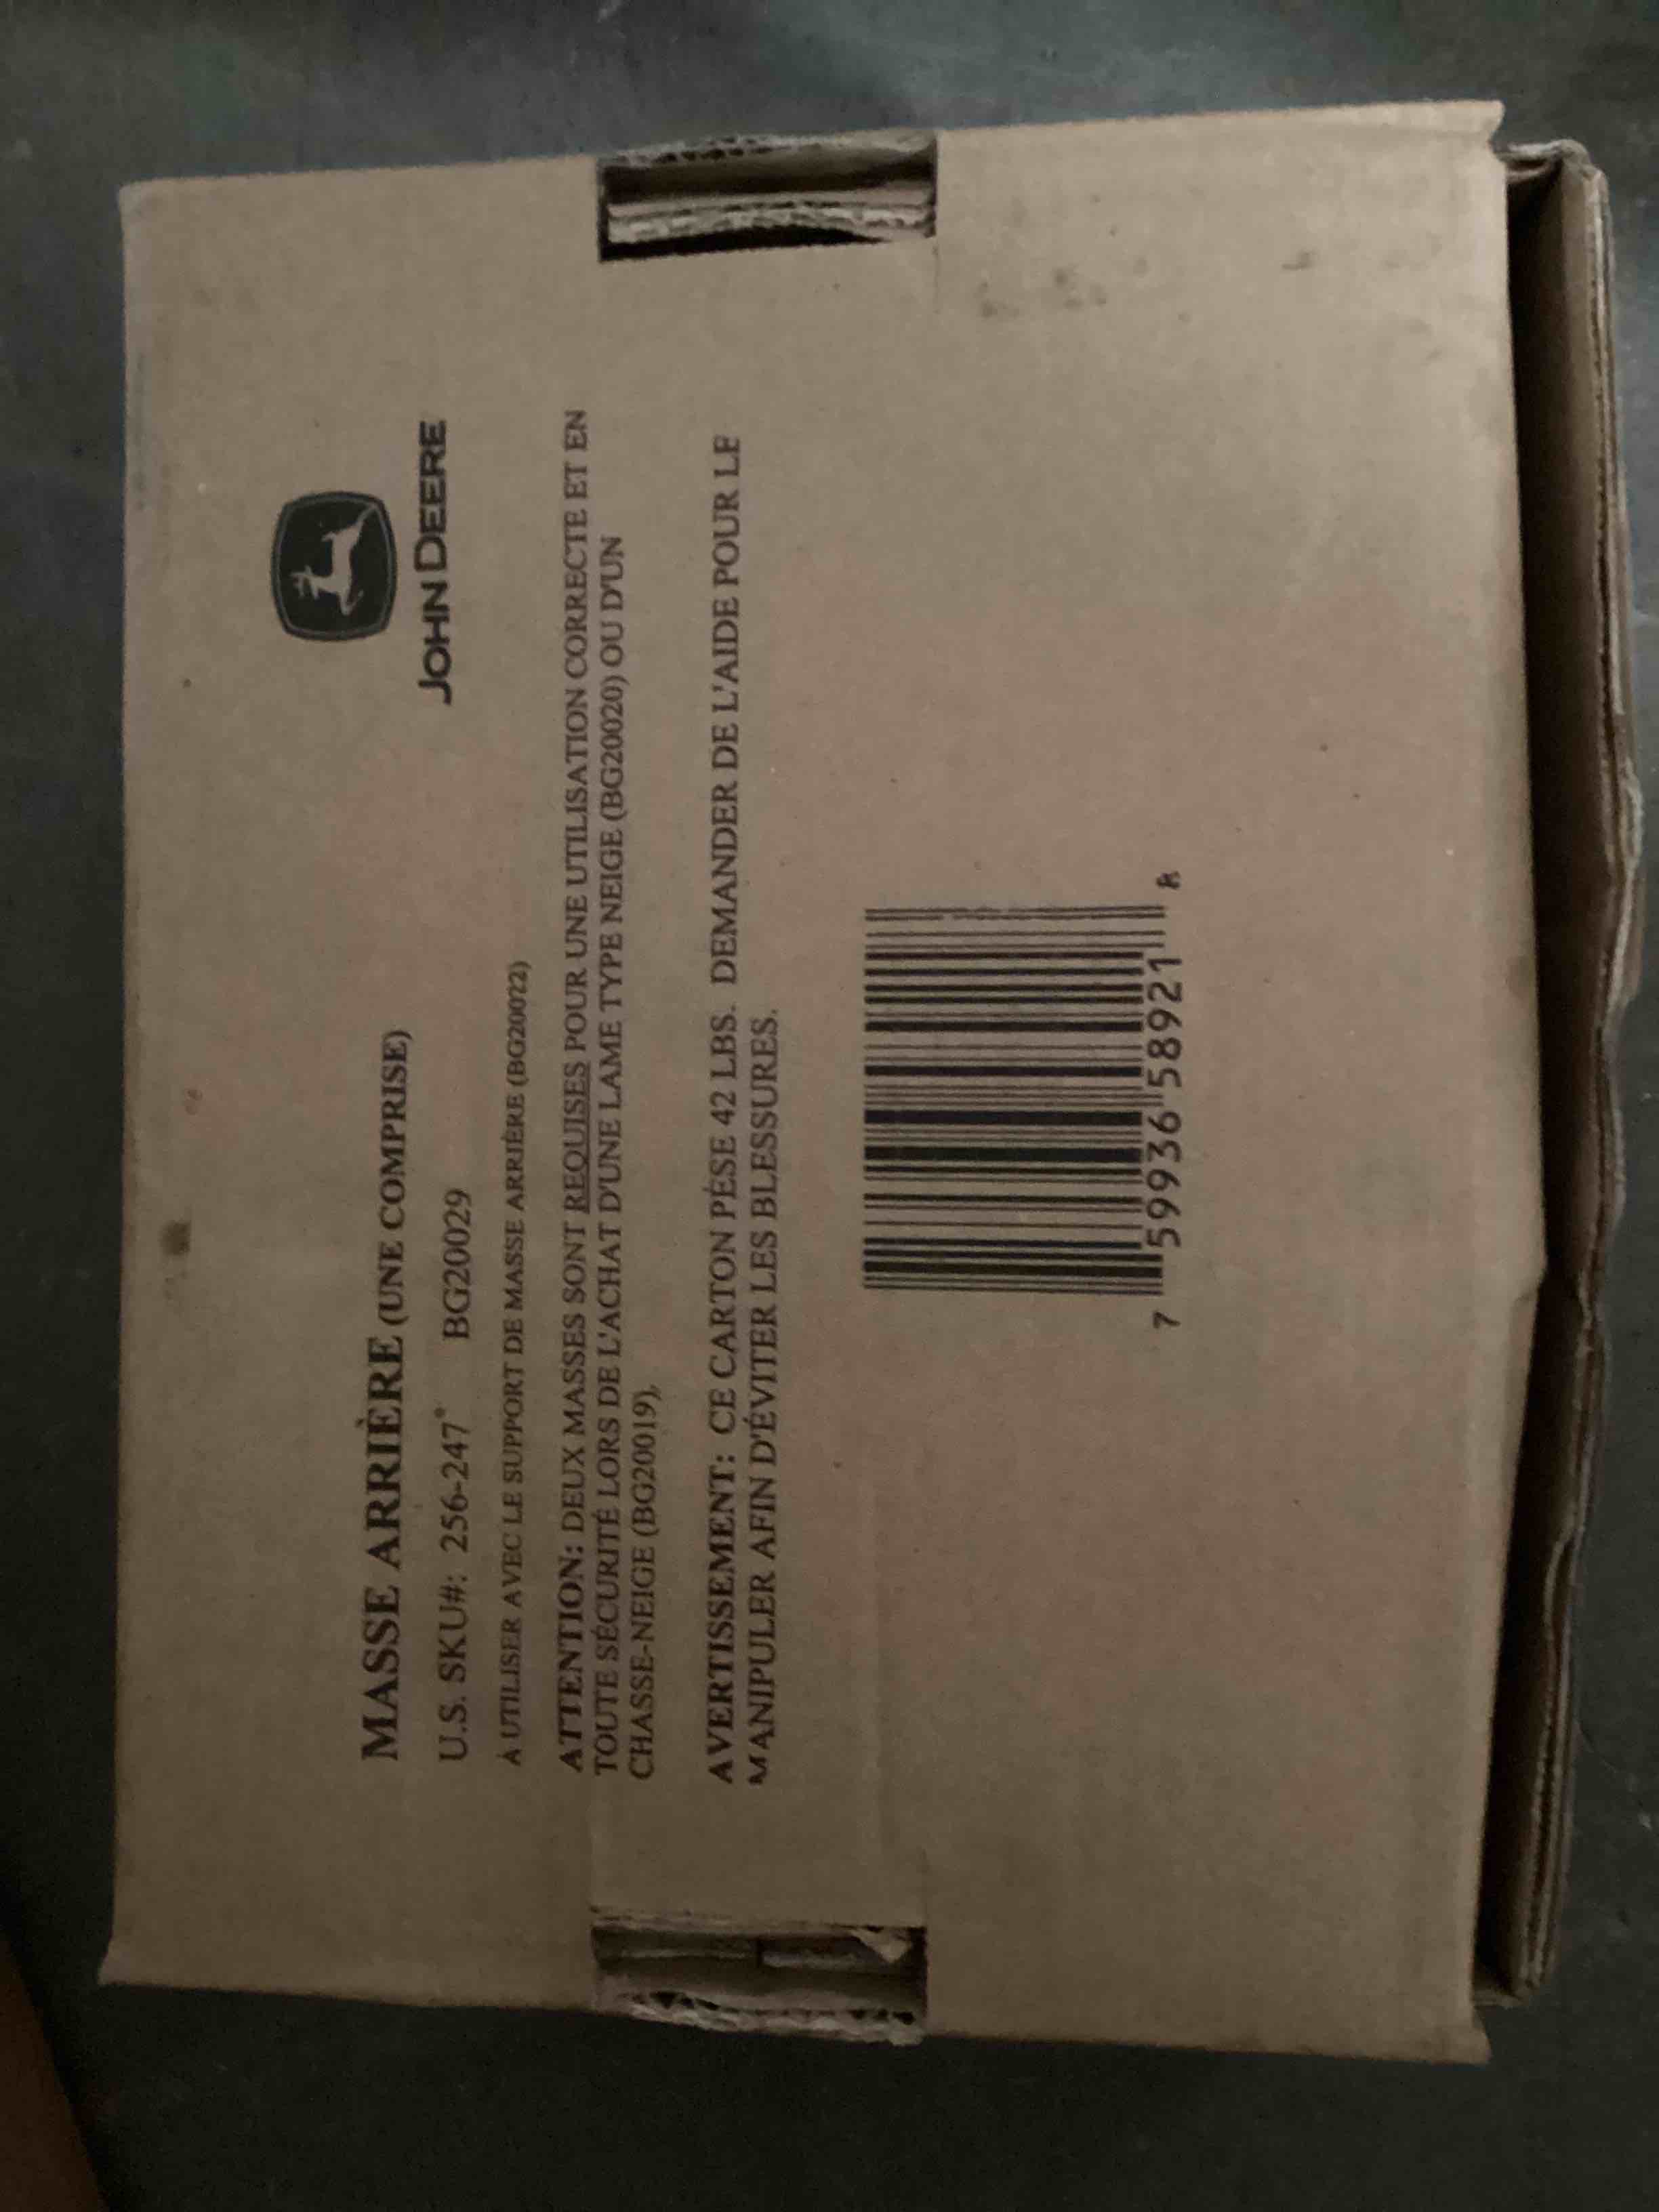 JOHN DEERE
MASSE ARRIÈRE (UNE COMPRISE)
U.S. SKU#: 256-247 BG20029
À UTILISER AVEC LE SUPPORT DE MASSE ARRIÈRE (BG20022)
ATTENTION: DEUX MASSES SONT REQUISES POUR UNE UTILISATION CORRECTE ET EN
TOUTE SÉCURITÉ LORS DE L'ACHAT D'UNE LAME TYPE NEIGE (BG20020) OU D'UN
CHASSE-NEIGE (BG20019).
AVERTISSEMENT: CE CARTON PÈSE 42 LBS. DEMANDER DE L'AIDE POUR LE
MANIPULER AFIN D'ÉVITER LES BLESSURES.
7 59936 58921 8